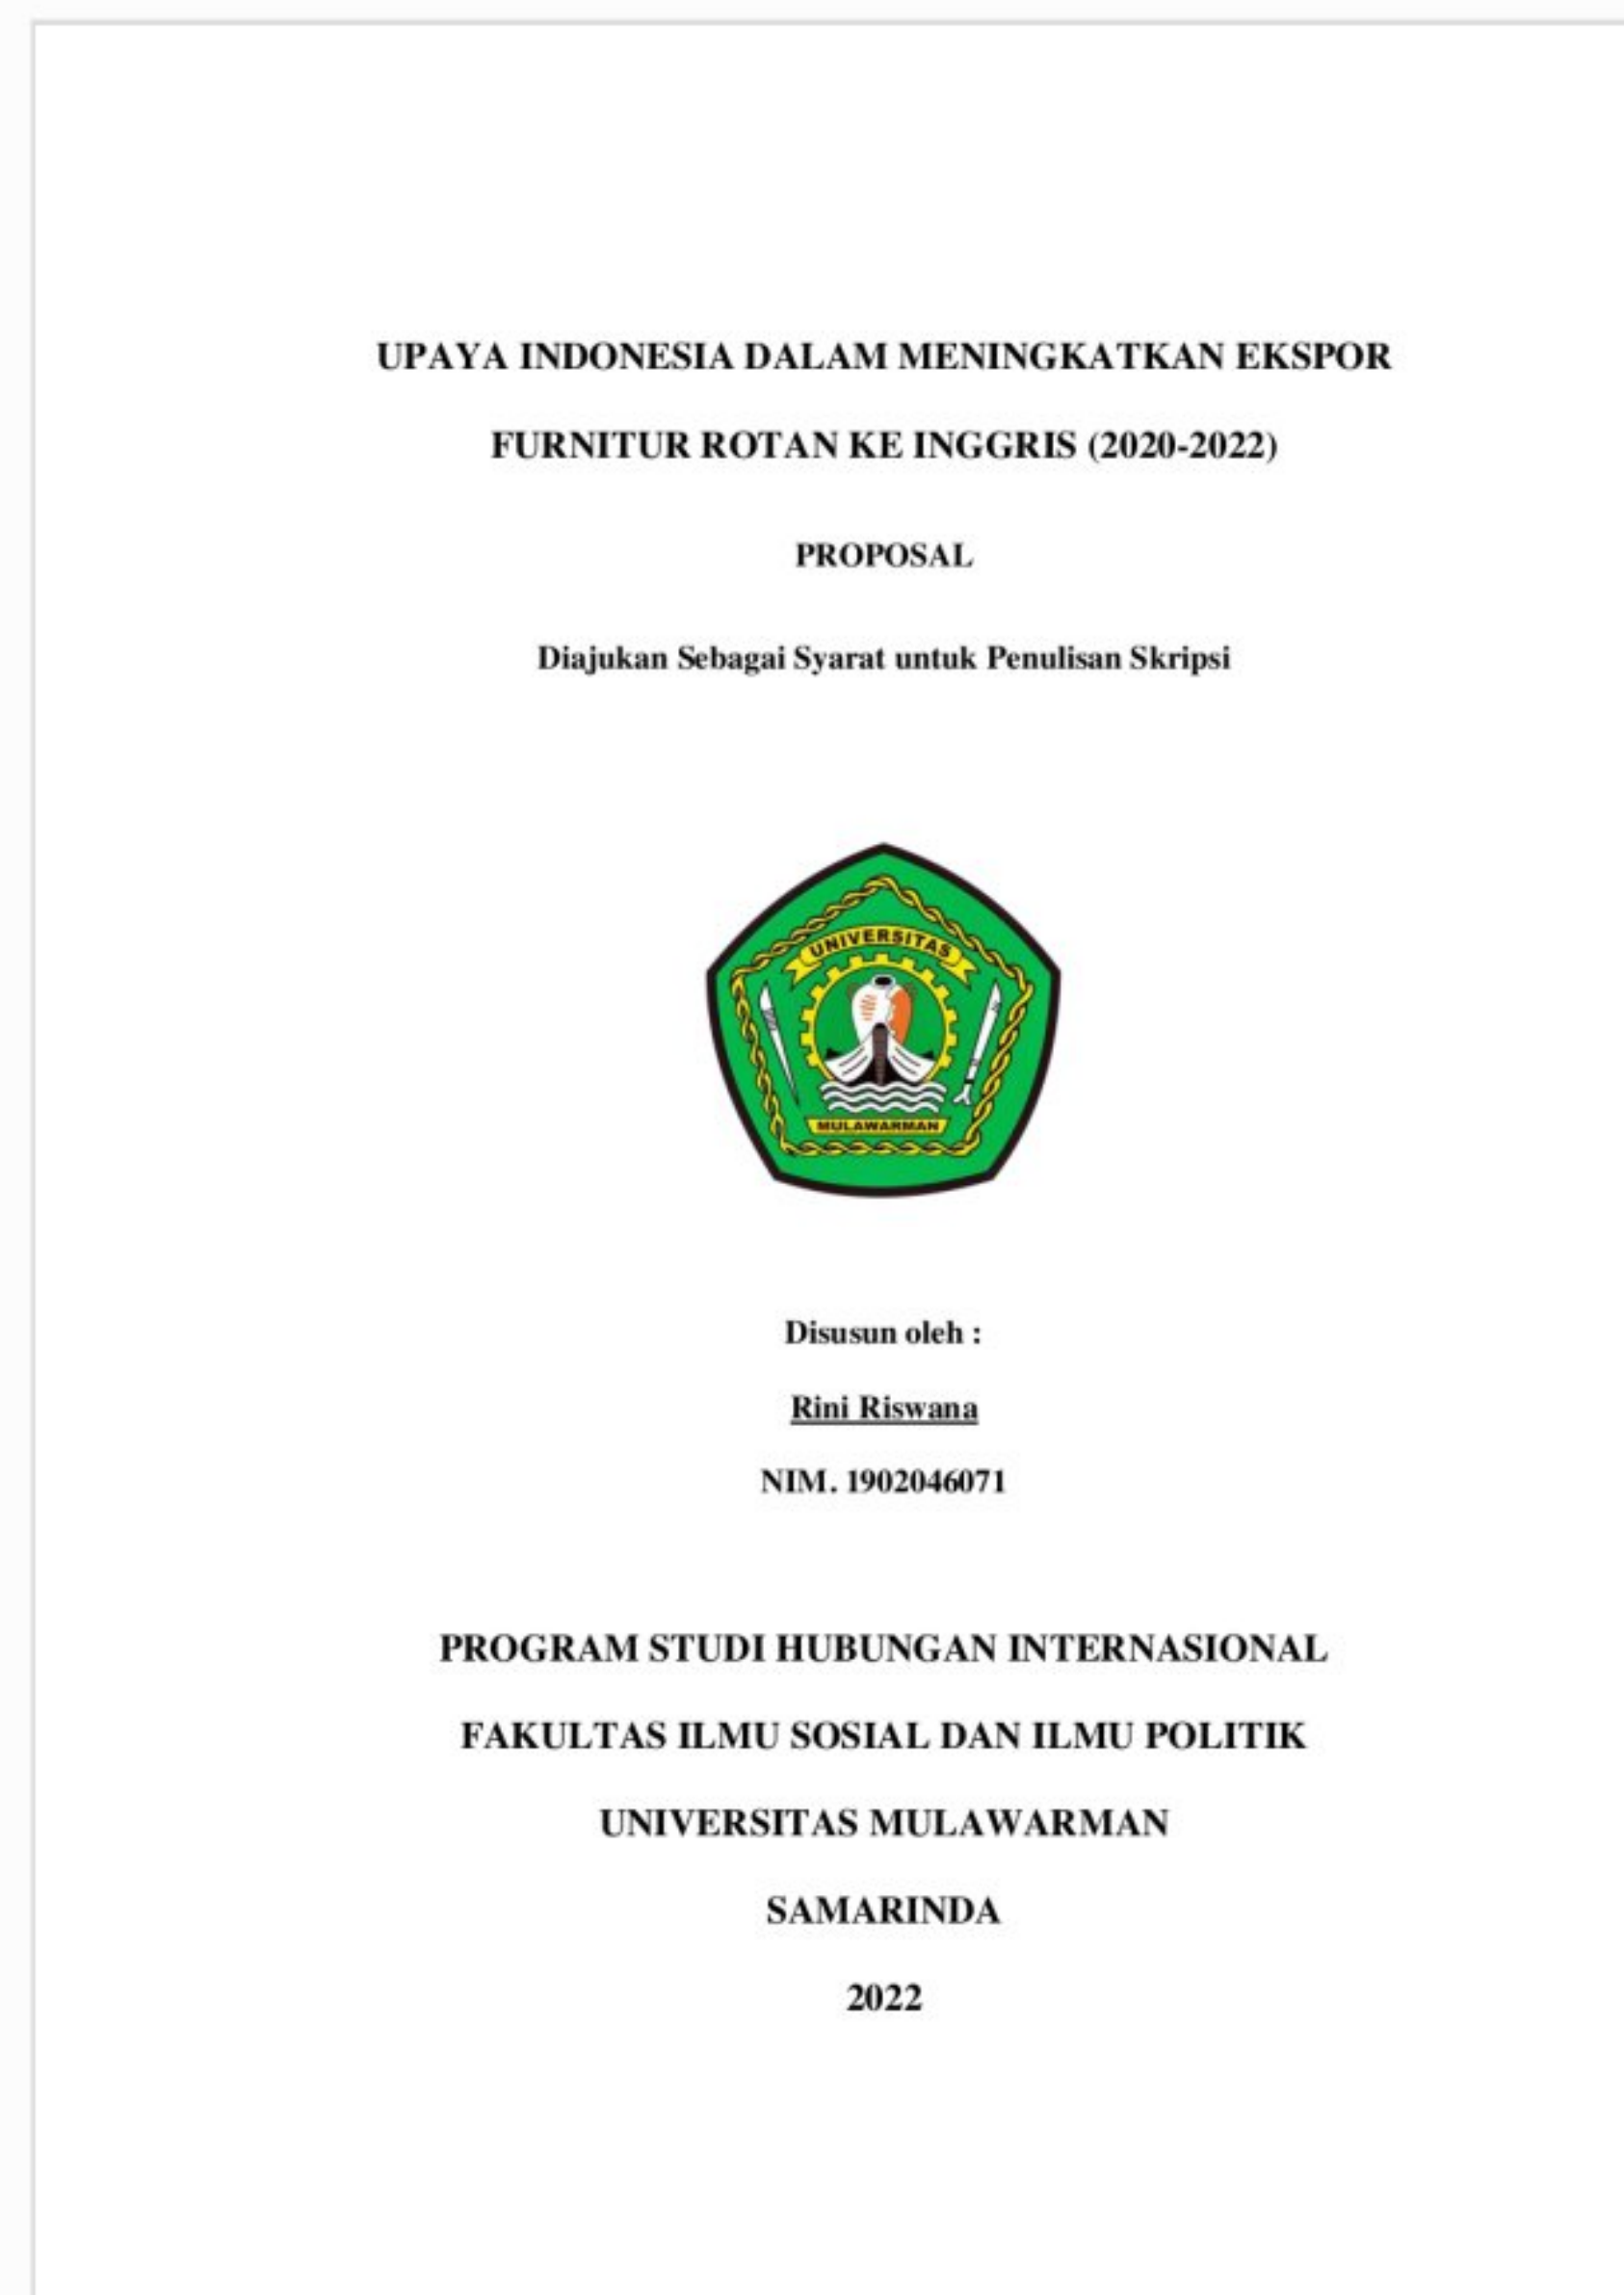 UPAYA INDONESIA DALAM MENINGKATKAN EKSPOR
FURNITUR ROTAN KE INGGRIS (2020-2022)
PROPOSAL
Diajukan Sebagai Syarat untuk Penulisan Skripsi
UNIVERSITAS
MULAWARMAN
Disusun oleh :
Rini Riswana
NIM. 1902046071
PROGRAM STUDI HUBUNGAN INTERNASIONAL
FAKULTAS ILMU SOSIAL DAN ILMU POLITIK
UNIVERSITAS MULAWARMAN
SAMARINDA
2022